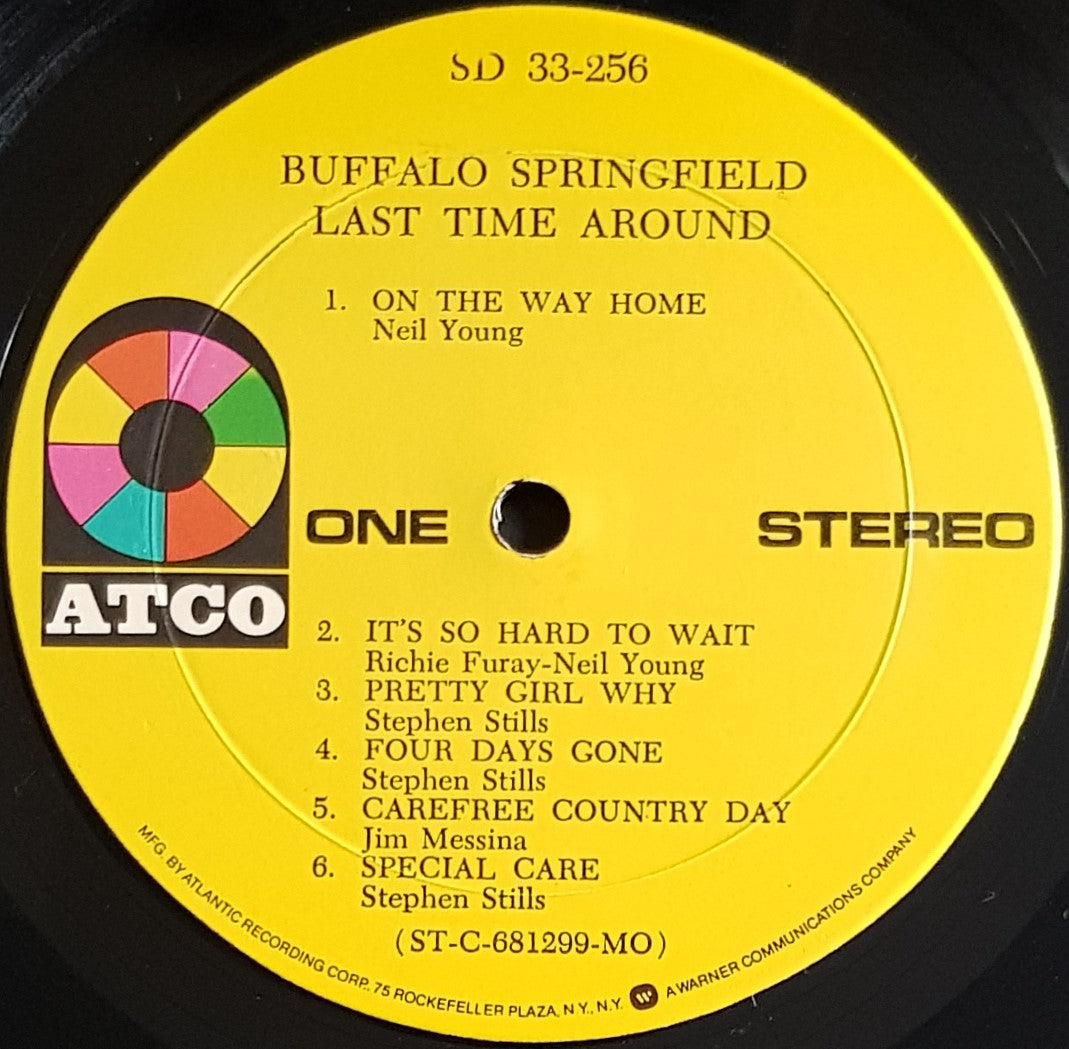 SD 33-256
BUFFALO SPRINGFIELD
LAST TIME AROUND
1. ON THE WAY HOME
Neil Young
ATCO
ONE
STEREO
2. IT'S SO HARD TO WAIT
Richie Furay-Neil Young
3. PRETTY GIRL WHY
Stephen Stills
4. FOUR DAYS GONE
Stephen Stills
5. CAREFREE COUNTRY DAY
Jim Messina
6. SPECIAL CARE
Stephen Stills
(ST-C-681299-MO)
MFG. BY ATLANTIC RECORDING CORP., 75 ROCKEFELLER PLAZA, N.Y., N.Y. W A WARNER COMMUNICATIONS COMPANY